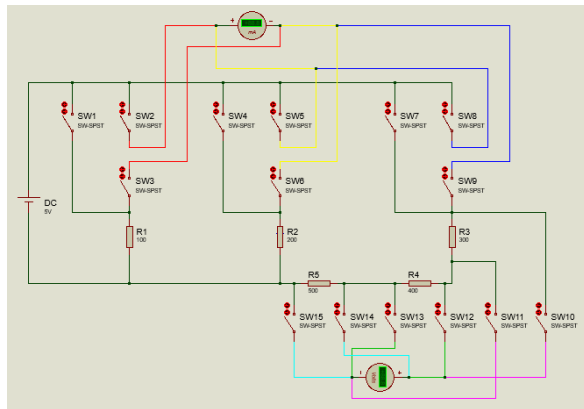 + -
mA
SW1
SW-SPST
SW2
SW-SPST
SW4
SW-SPST
SW5
SW-SPST
SW7
SW-SPST
SW8
SW-SPST
SW3
SW-SPST
SW6
SW-SPST
SW9
SW-SPST
DC
5V
R1
100
R2
200
R3
300
R5
500
R4
400
SW15
SW-SPST
SW14
SW-SPST
SW13
SW-SPST
SW12
SW-SPST
SW11
SW-SPST
SW10
SW-SPST
- +